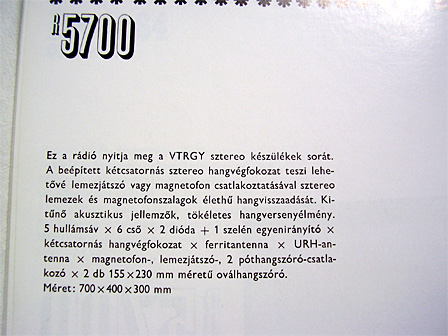 R5700
Ez a rádió nyitja meg a VTRGY sztereo készülékek sorát.
A beépített kétcsatornás sztereo hangvégfokozat teszi lehe-
tővé lemezjátszó vagy magnetofon csatlakoztatásával sztereo
lemezek és magnetofonszalagok élethű hangvisszaadását. Ki-
tűnő akusztikus jellemzők, tökéletes hangversenyélmény.
5 hullámsáv × 6 cső × 2 dióda + 1 szelén egyenirányító ×
kétcsatornás hangvégfokozat × ferritantenna × URH-an-
tenna × magnetofon-, lemezjátszó-, 2 póthangszóró-csatla-
kozó × 2 db 155 × 230 mm méretű oválhangszóró.
Méret: 700 × 400 × 300 mm